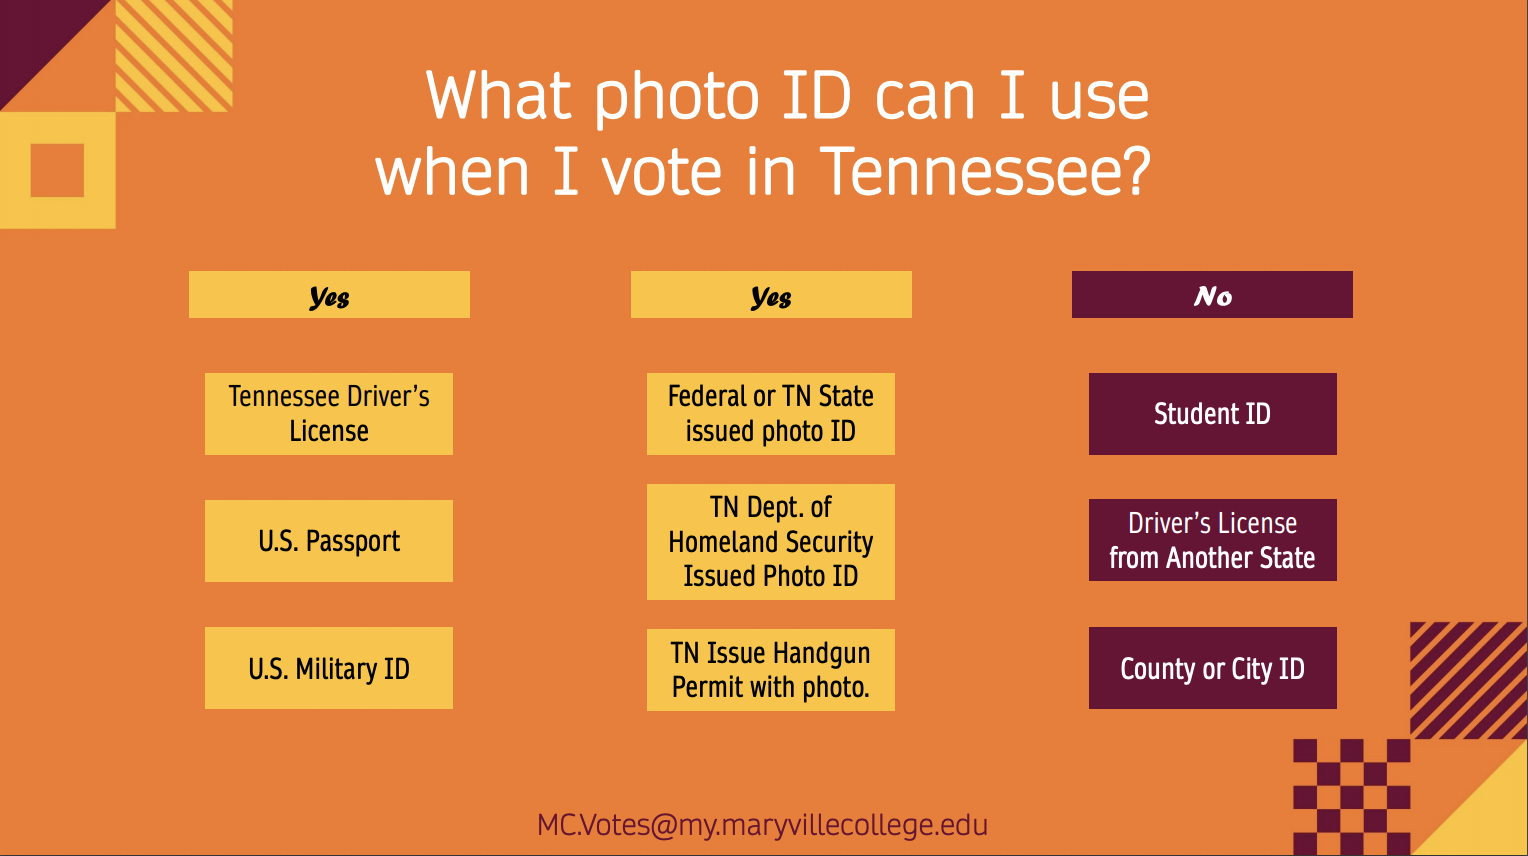 What photo ID can I use
when I vote in Tennessee?
Yes
Tennessee Driver's
License
U.S. Passport
U.S. Military ID
Yes
Federal or TN State
issued photo ID
TN Dept. of
Homeland Security
Issued Photo ID
TN Issue Handgun
Permit with photo.
No
Student ID
Driver's License
from Another State
County or City ID
MC.Votes@my.maryvillecollege.edu